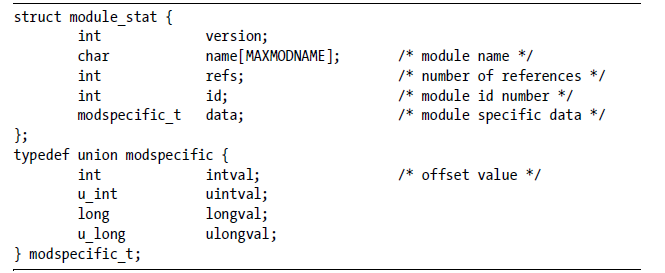 struct module_stat {
int version;
char name[MAXMODNAME]; /* module name */
int refs; /* number of references */
int id; /* module id number */
modspecific_t data; /* module specific data */
};
typedef union modspecific {
int intval; /* offset value */
u_int uintval;
long longval;
u_long ulongval;
} modspecific_t;